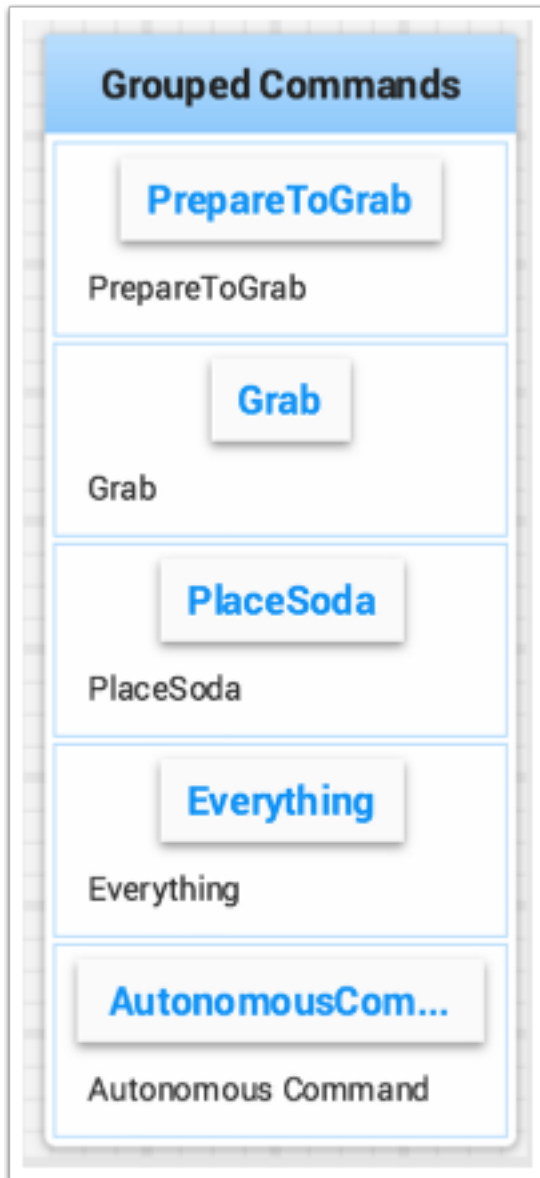 Grouped Commands
PrepareToGrab
PrepareToGrab
Grab
Grab
PlaceSoda
PlaceSoda
Everything
Everything
AutonomousCom...
Autonomous Command